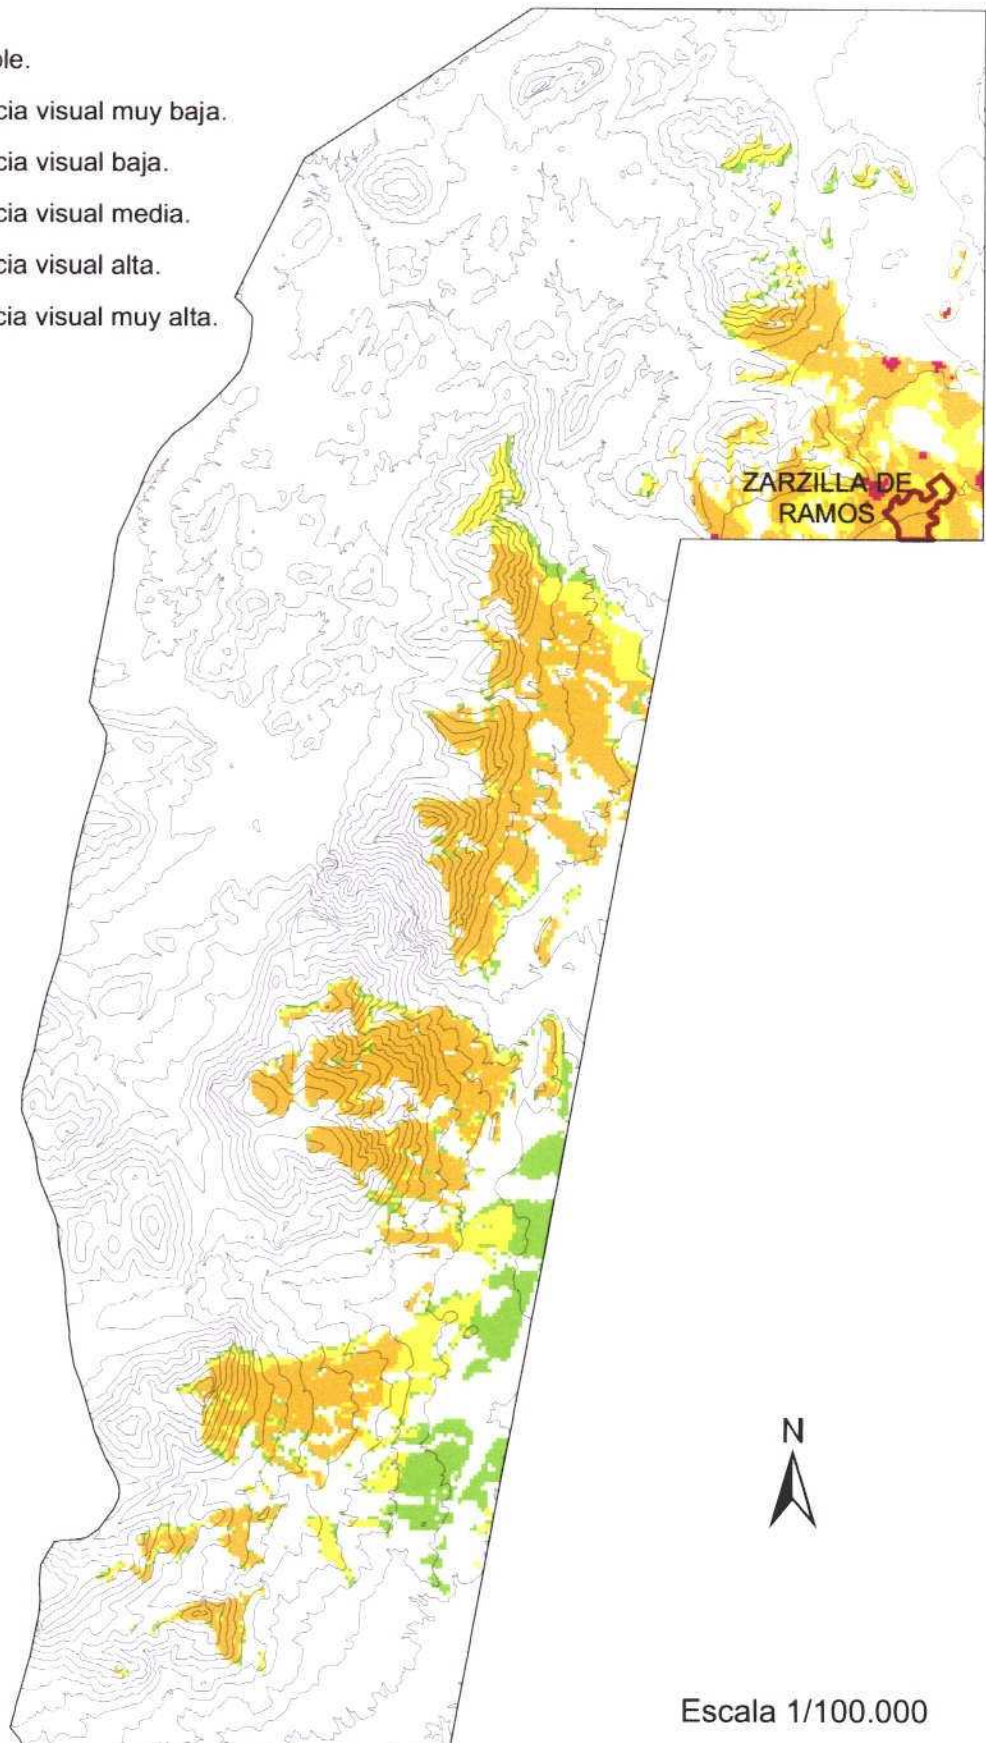 ble.
cia visual muy baja.
cia visual baja.
cia visual media.
cia visual alta.
cia visual muy alta.
ZARZILLA DE
RAMOS
N
Escala 1/100.000